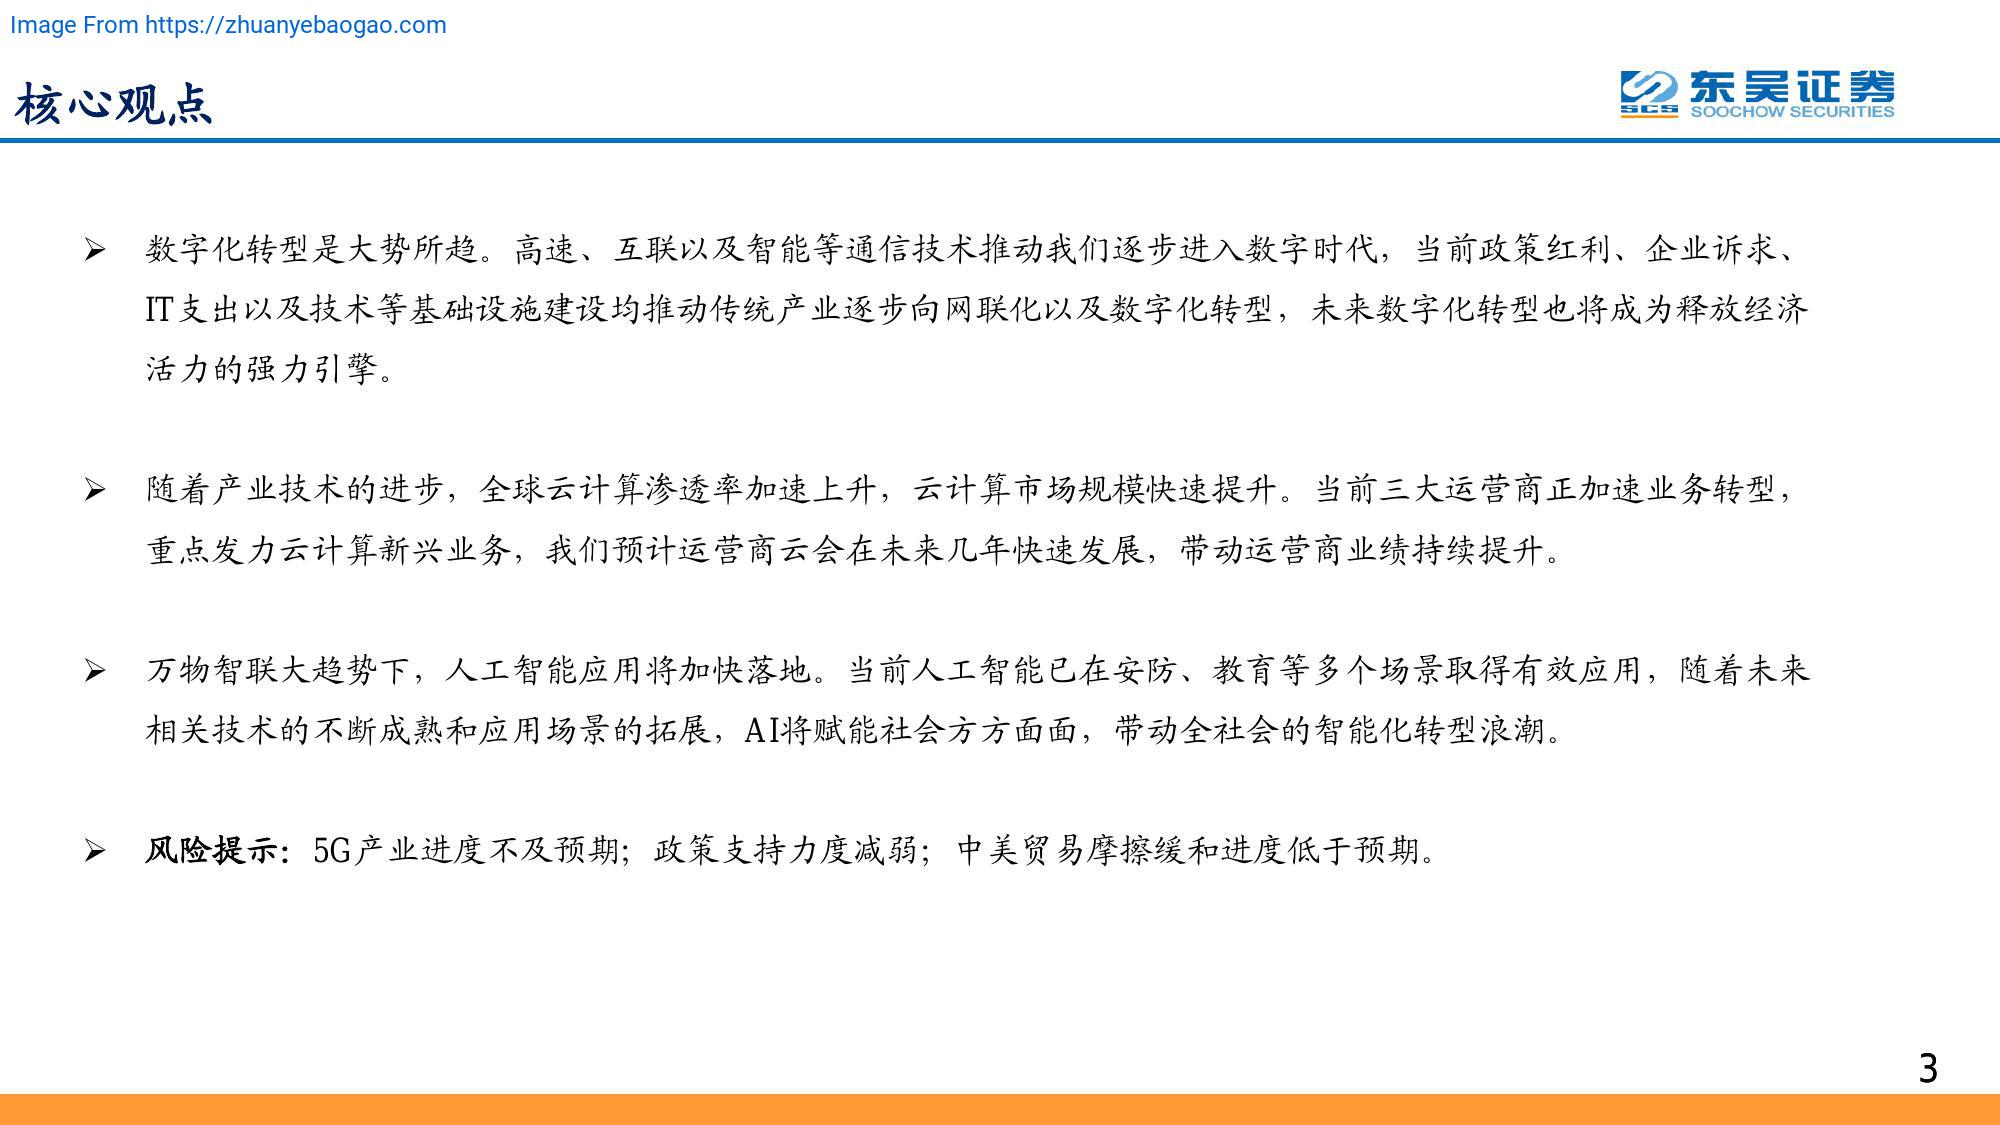 Image From https://zhuanyebaogao.com
核心观点
SCS
东吴证券
SOOCHOW SECURITIES
➢ 数字化转型是大势所趋。高速、互联以及智能等通信技术推动我们逐步进入数字时代，当前政策红利、企业诉求、
IT支出以及技术等基础设施建设均推动传统产业逐步向网联化以及数字化转型，未来数字化转型也将成为释放经济
活力的强力引擎。
➢ 随着产业技术的进步，全球云计算渗透率加速上升，云计算市场规模快速提升。当前三大运营商正加速业务转型，
重点发力云计算新兴业务，我们预计运营商云会在未来几年快速发展，带动运营商业绩持续提升。
➢ 万物智联大趋势下，人工智能应用将加快落地。当前人工智能已在安防、教育等多个场景取得有效应用，随着未来
相关技术的不断成熟和应用场景的拓展，AI将赋能社会方方面面，带动全社会的智能化转型浪潮。
➢ 风险提示：5G产业进度不及预期；政策支持力度减弱；中美贸易摩擦缓和进度低于预期。
3